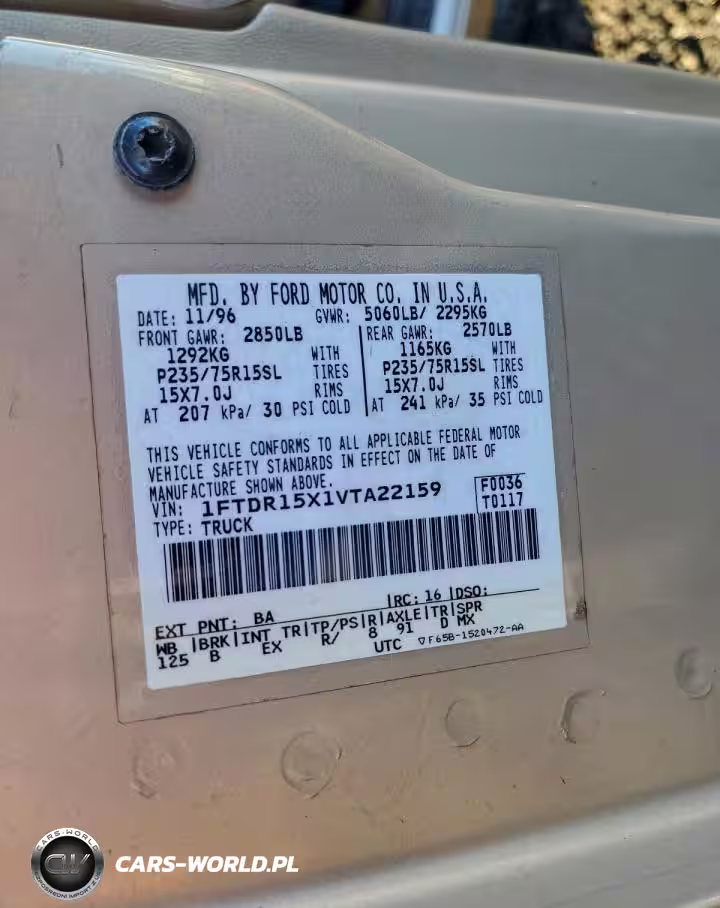 MFD. BY FORD MOTOR CO. IN U.S.A.
DATE: 11/96 GVWR: 5060LB/ 2295KG
FRONT GAWR: 2850LB REAR GAWR: 2570LB
1292KG WITH 1165KG WITH
P235/75R15SL TIRES P235/75R15SL TIRES
15X7.0J RIMS 15X7.0J RIMS
AT 207 kPa/ 30 PSI COLD AT 241 kPa/ 35 PSI COLD
THIS VEHICLE CONFORMS TO ALL APPLICABLE FEDERAL MOTOR
VEHICLE SAFETY STANDARDS IN EFFECT ON THE DATE OF
MANUFACTURE SHOWN ABOVE.
VIN: 1FTDR15X1VTA22159 F0036
TYPE: TRUCK T0117
EXT PNT: BA RC: 16 DSO:
WB BRK INT TR TP/PS R AXLE TR SPR
125 B EX R/ 8 91 D MX
UTC ▽F65B-1520472-AA
CARS-WORLD
CW
CARS-WORLD.PL